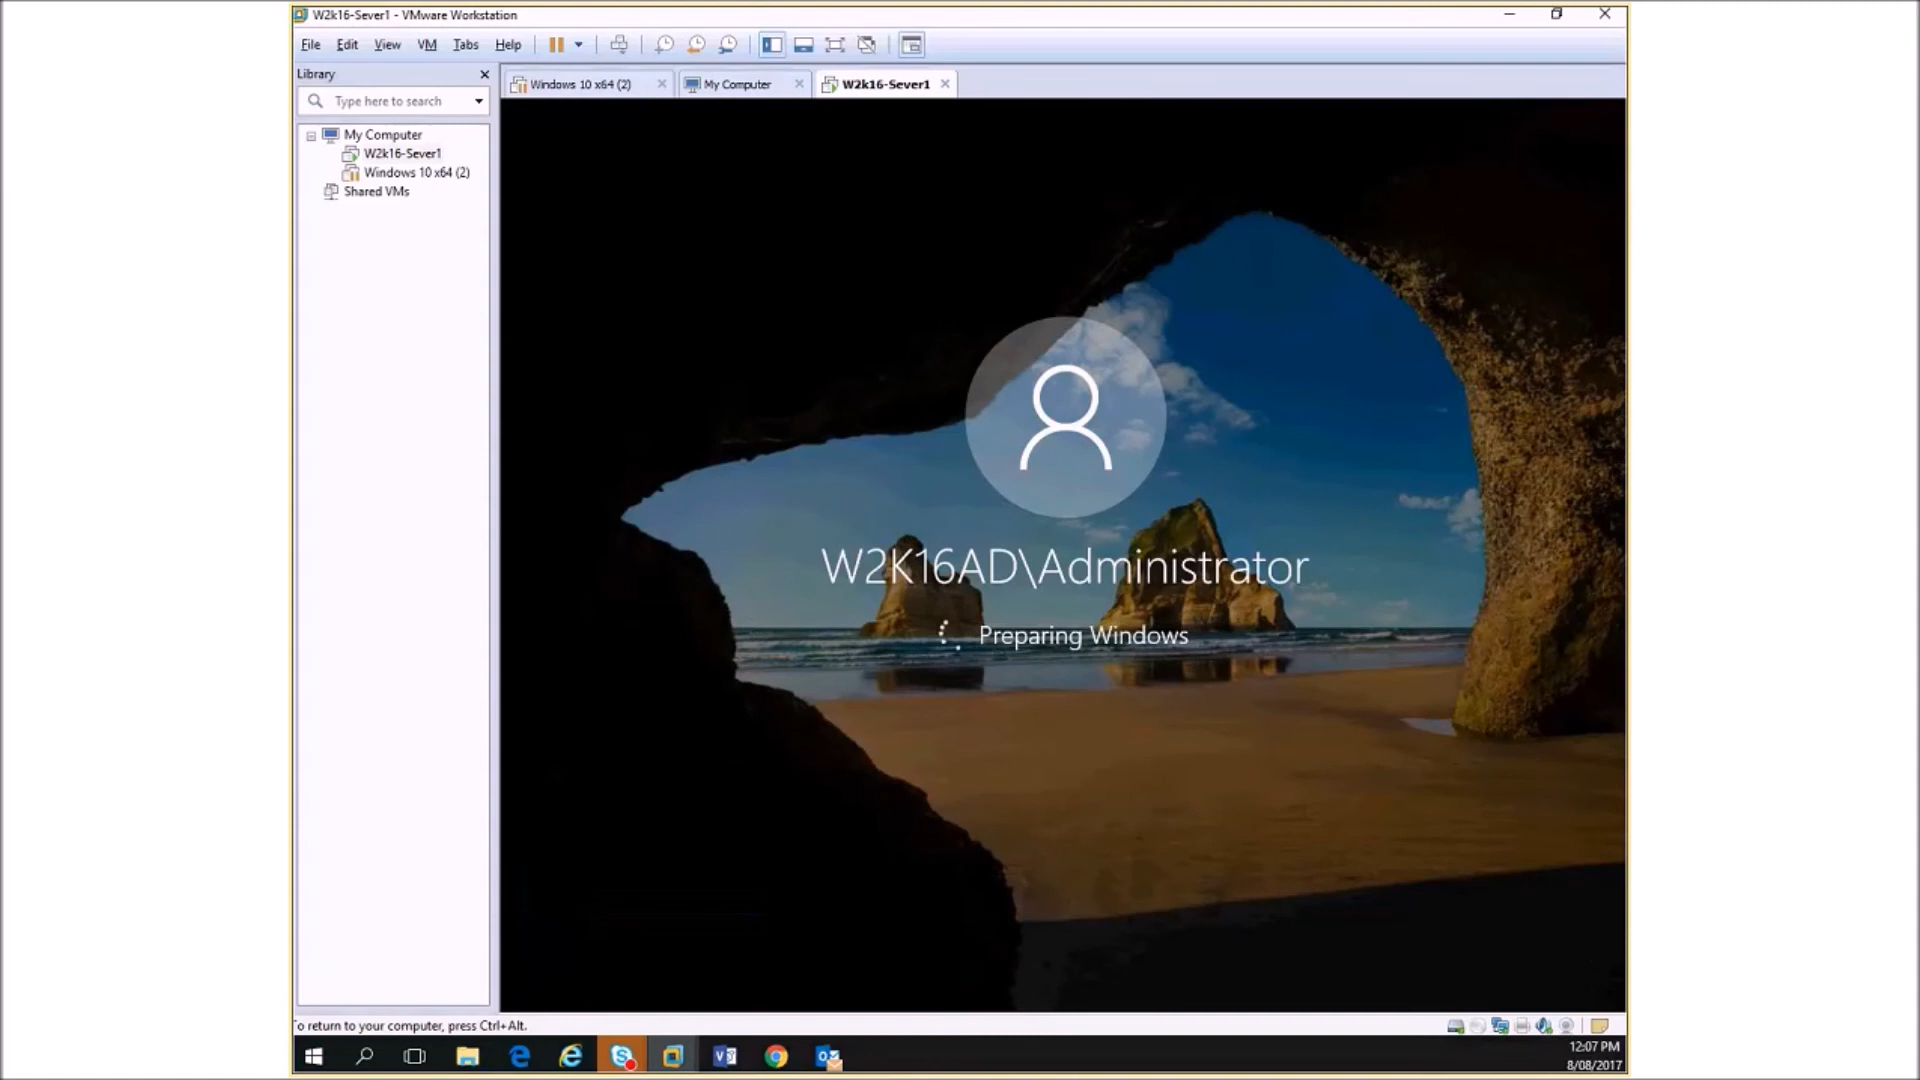 W2k16-Sever1 - VMware Workstation
File Edit View VM Tabs Help
Library
Type here to search
Windows 10 x64 (2)
My Computer
W2k16-Sever1
My Computer
W2k16-Sever1
Windows 10 x64 (2)
Shared VMs
W2K16AD\Administrator
Preparing Windows
To return to your computer, press Ctrl+Alt.
12:07 PM
8/08/2017